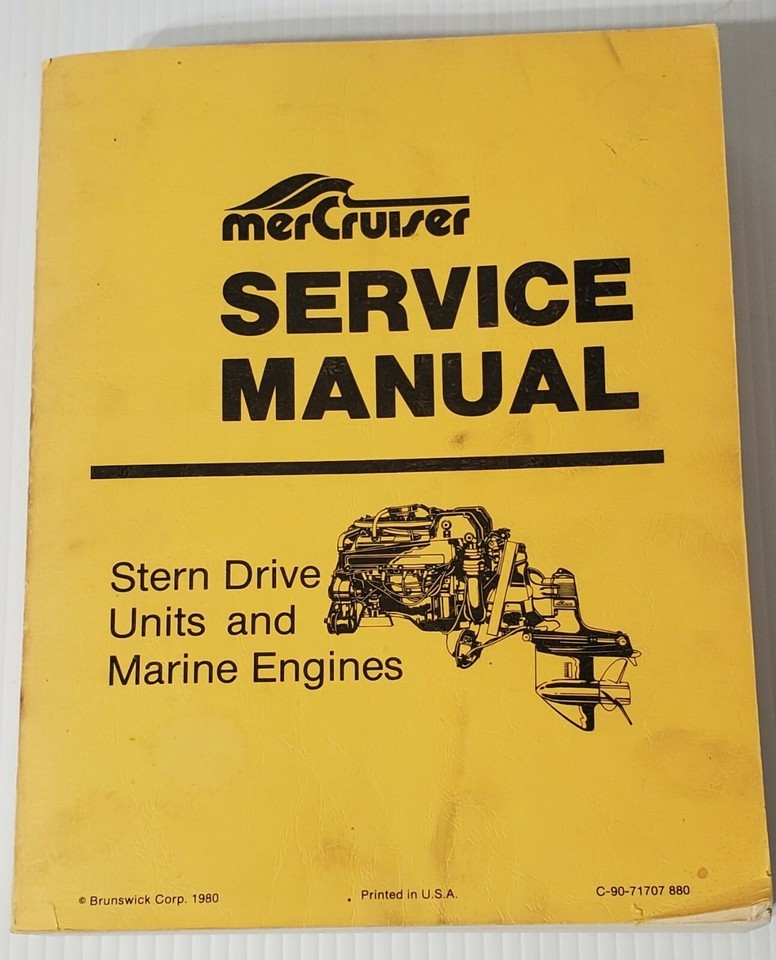 merCruiser
SERVICE
MANUAL
Stern Drive
Units and
Marine Engines
© Brunswick Corp. 1980
Printed in U.S.A.
C-90-71707 880